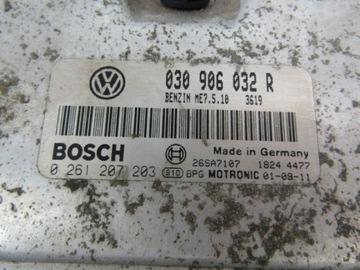 030 906 032 R
BENZIN ME7.5.10 3619
BOSCH
Made in Germany
26SA7107 1824 4477
0 261 207 203 810 BPG MOTRONIC 01-09-11